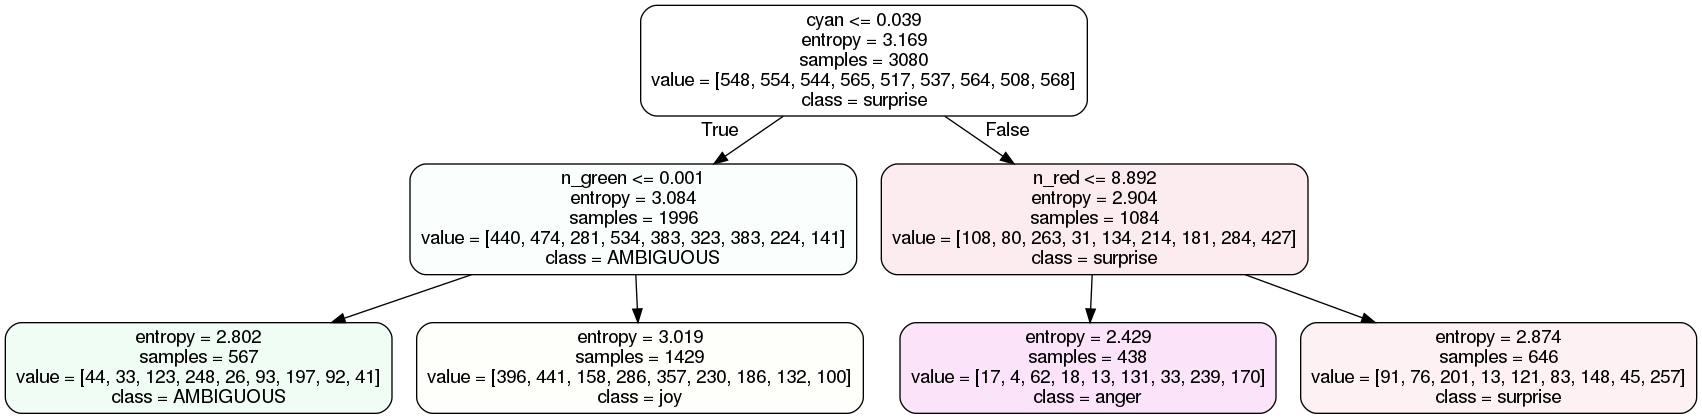 cyan <= 0.039
entropy = 3.169
samples = 3080
value = [548, 554, 544, 565, 517, 537, 564, 508, 568]
class = surprise
True
False
n_green <= 0.001
entropy = 3.084
samples = 1996
value = [440, 474, 281, 534, 383, 323, 383, 224, 141]
class = AMBIGUOUS
n_red <= 8.892
entropy = 2.904
samples = 1084
value = [108, 80, 263, 31, 134, 214, 181, 284, 427]
class = surprise
entropy = 2.802
samples = 567
value = [44, 33, 123, 248, 26, 93, 197, 92, 41]
class = AMBIGUOUS
entropy = 3.019
samples = 1429
value = [396, 441, 158, 286, 357, 230, 186, 132, 100]
class = joy
entropy = 2.429
samples = 438
value = [17, 4, 62, 18, 13, 131, 33, 239, 170]
class = anger
entropy = 2.874
samples = 646
value = [91, 76, 201, 13, 121, 83, 148, 45, 257]
class = surprise